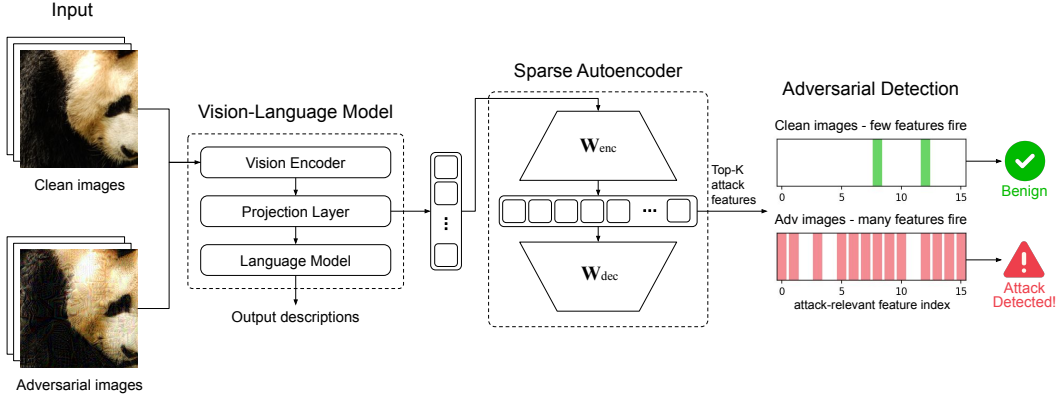 Input
Clean images
Adversarial images
Vision-Language Model
Vision Encoder
Projection Layer
Language Model
Output descriptions
Sparse Autoencoder
W_enc
...
W_dec
Top-K
attack
features
Adversarial Detection
Clean images - few features fire
0 5 10 15
Benign
Adv images - many features fire
0 5 10 15
attack-relevant feature index
Attack
Detected!